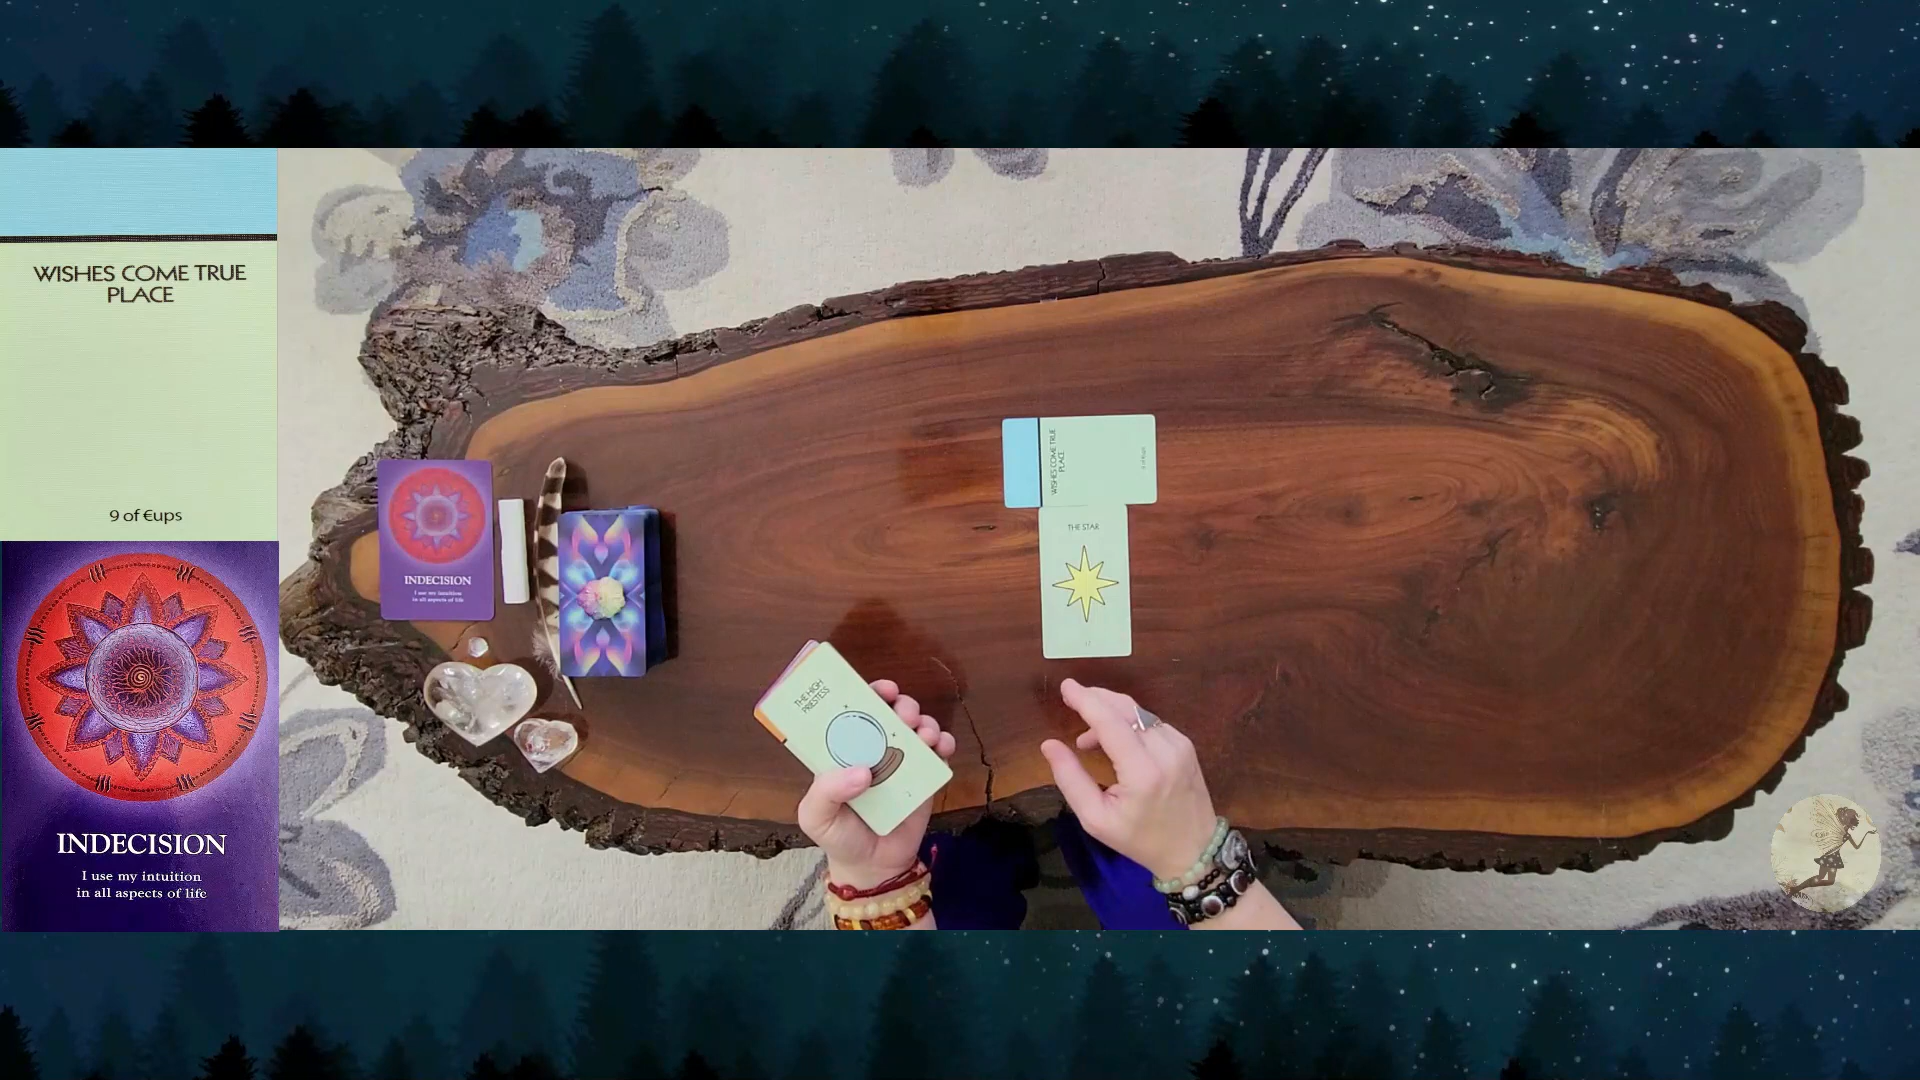 WISHES COME TRUE
PLACE
9 of €ups
INDECISION
I use my intuition
in all aspects of life
INDECISION
I use my intuition
in all aspects of life
WISHES COME TRUE
PLACE
THE STAR
17
THE HIGH
PRIESTESS